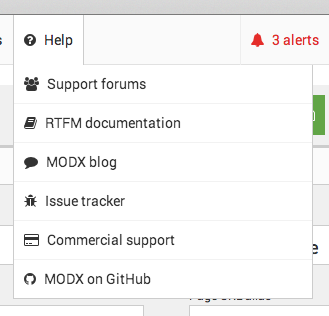 s
Help
3 alerts
Support forums
RTFM documentation
MODX blog
Issue tracker
Commercial support
e
MODX on GitHub